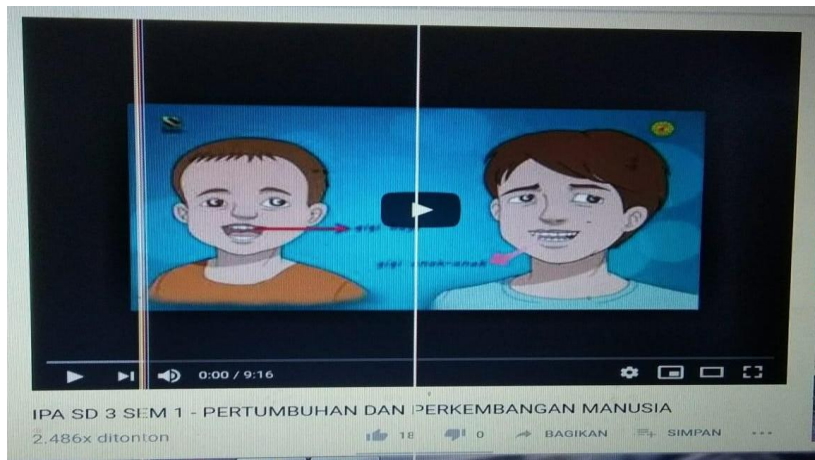 gigi
gigi anak-anak
0:00 / 9:16
IPA SD 3 SEM 1 - PERTUMBUHAN DAN PERKEMBANGAN MANUSIA
2.486x ditonton
18
0
BAGIKAN
SIMPAN